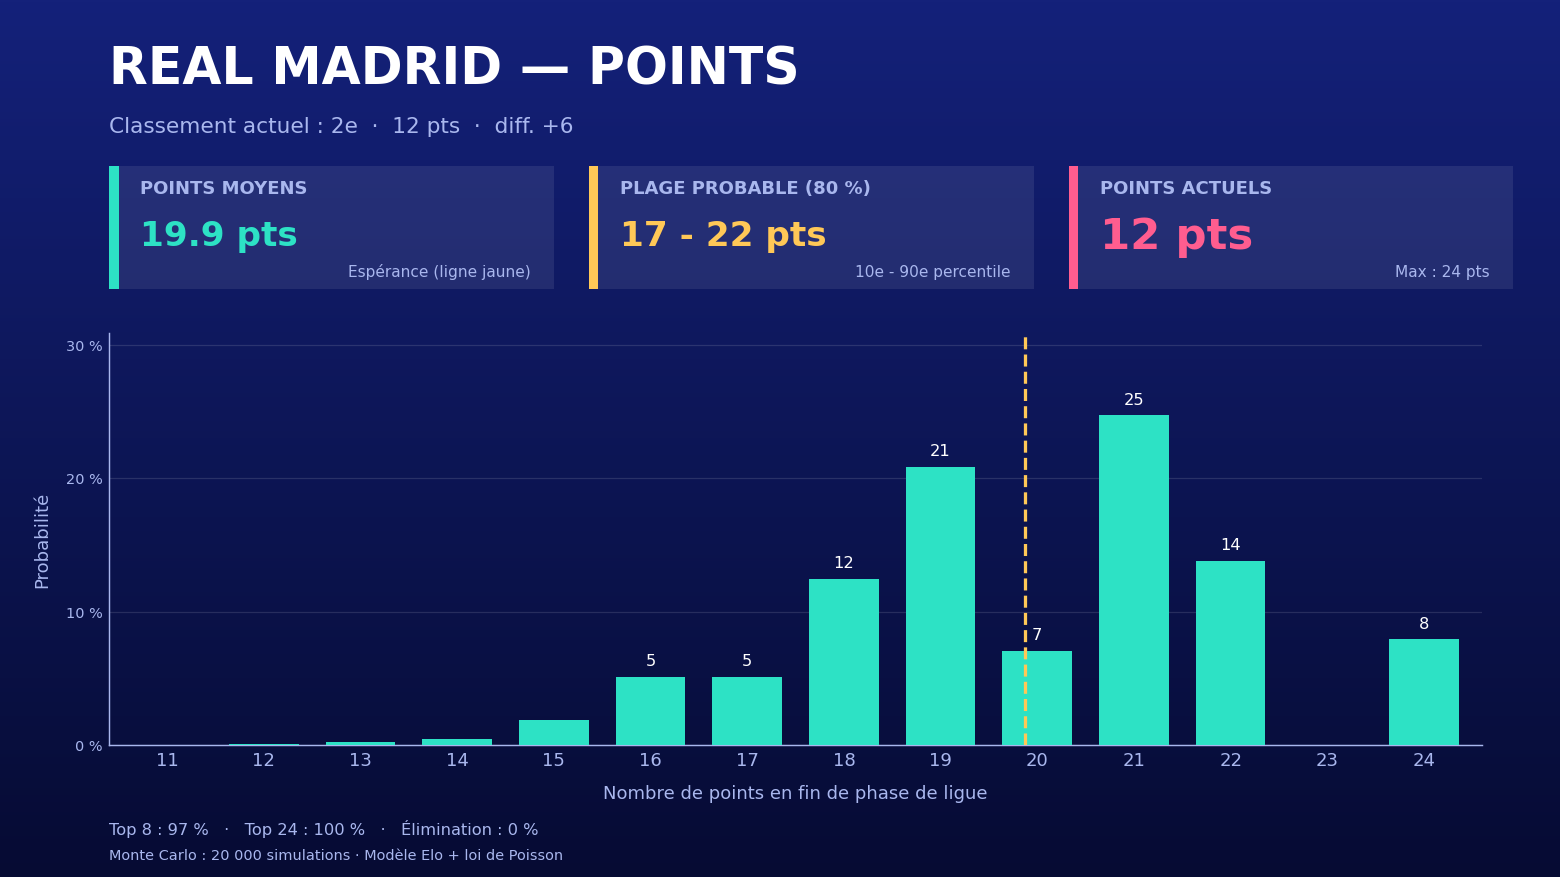 REAL MADRID — POINTS
Classement actuel : 2e · 12 pts · diff. +6
POINTS MOYENS
19.9 pts
Espérance (ligne jaune)
PLAGE PROBABLE (80 %)
17 - 22 pts
10e - 90e percentile
POINTS ACTUELS
12 pts
Max : 24 pts
Probabilité
30 %
20 %
10 %
0 %
5
5
12
21
7
25
14
8
11 12 13 14 15 16 17 18 19 20 21 22 23 24
Nombre de points en fin de phase de ligue
Top 8 : 97 % · Top 24 : 100 % · Élimination : 0 %
Monte Carlo : 20 000 simulations · Modèle Elo + loi de Poisson